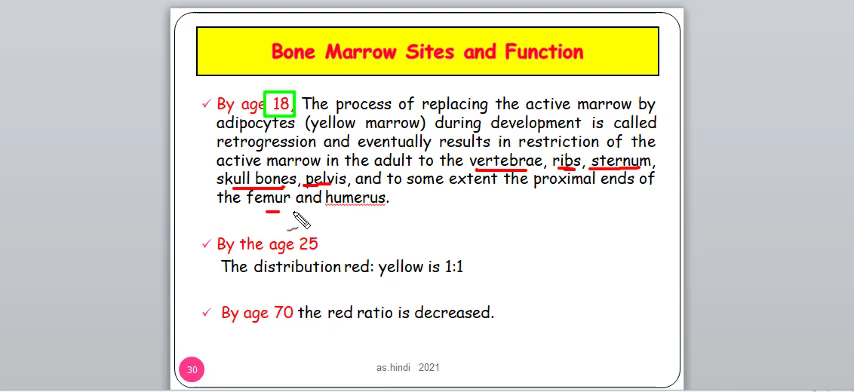 Bone Marrow Sites and Function
✓ By age 18, The process of replacing the active marrow by
adipocytes (yellow marrow) during development is called
retrogression and eventually results in restriction of the
active marrow in the adult to the vertebrae, ribs, sternum,
skull bones, pelvis, and to some extent the proximal ends of
the femur and humerus.
✓ By the age 25
The distribution red: yellow is 1:1
✓ By age 70 the red ratio is decreased.
30
as.hindi 2021